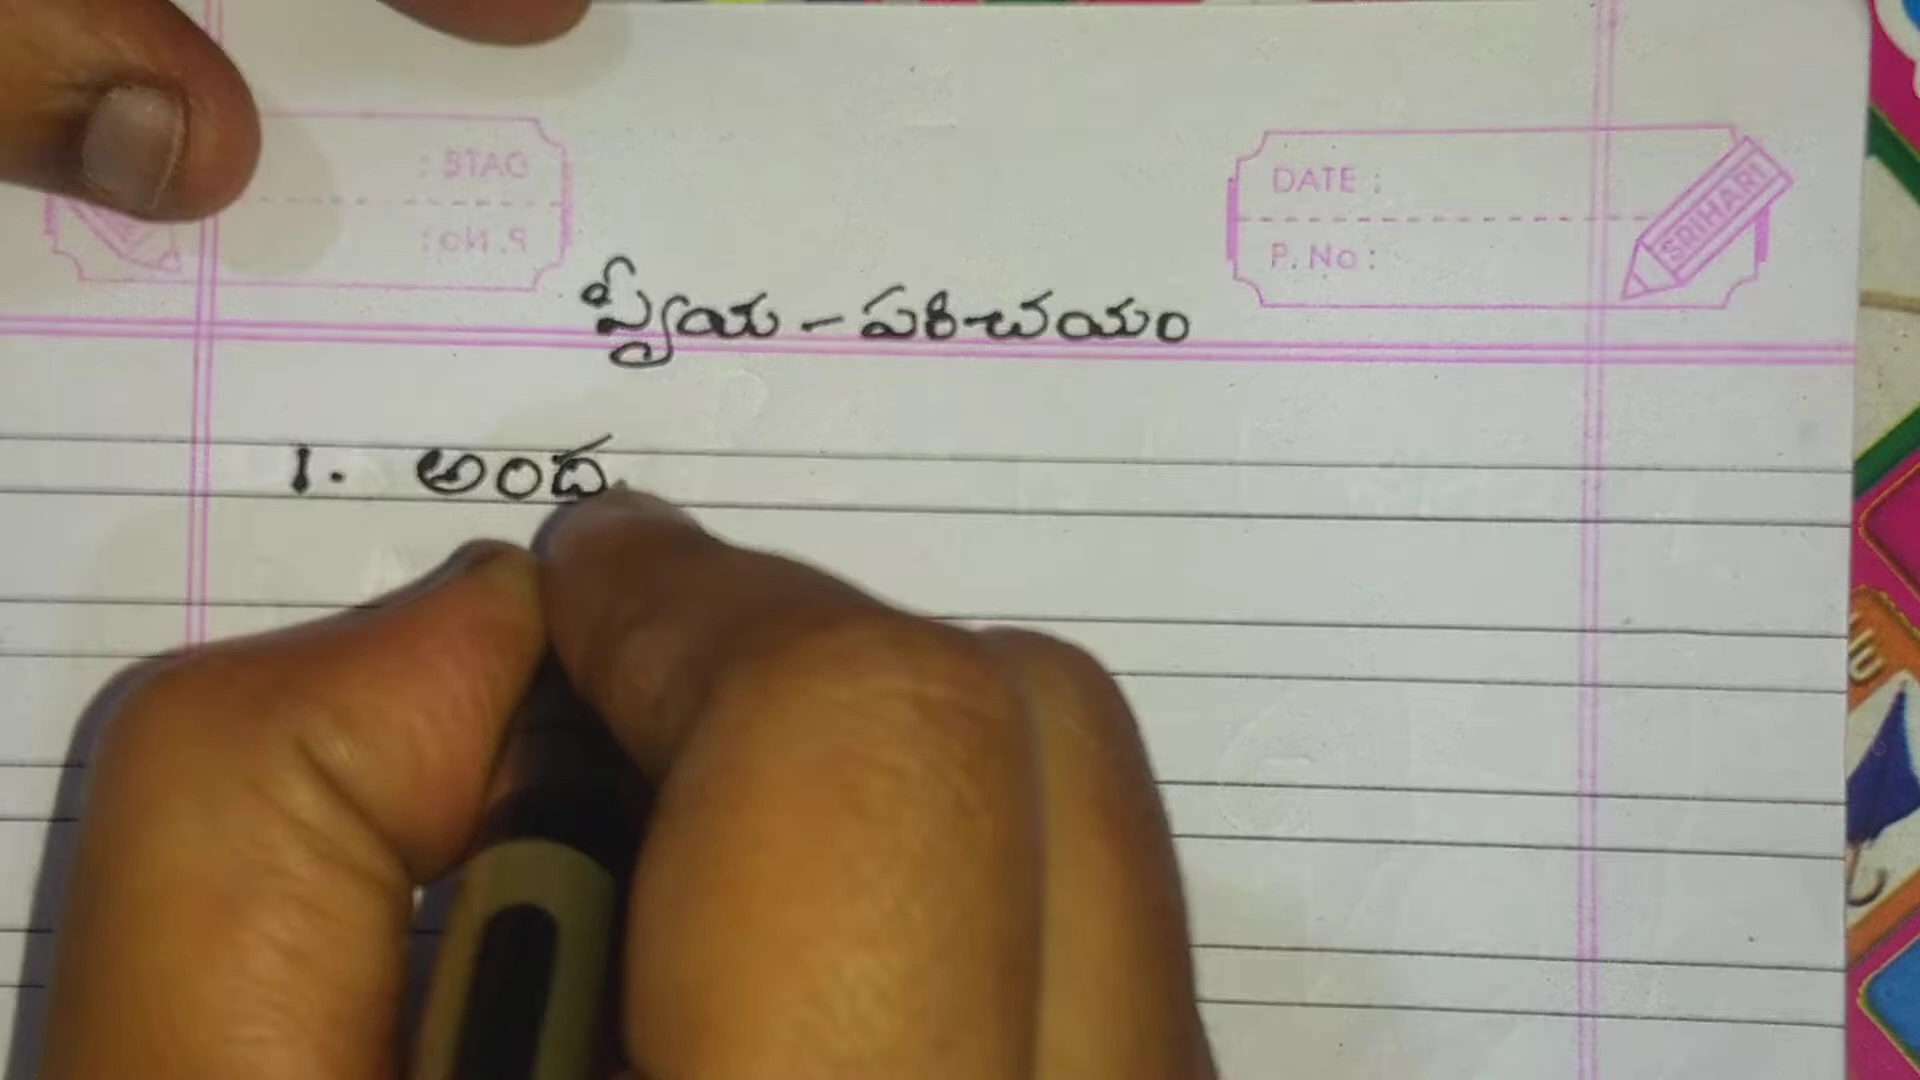 DATE :
P. No :
SRIHARI
స్వీయ - పరిచయం
1. అంద